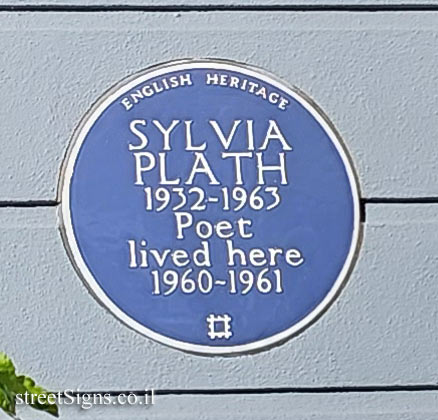 ENGLISH HERITAGE
SYLVIA
PLATH
1932-1963
Poet
lived here
1960-1961
streetSigns.co.il